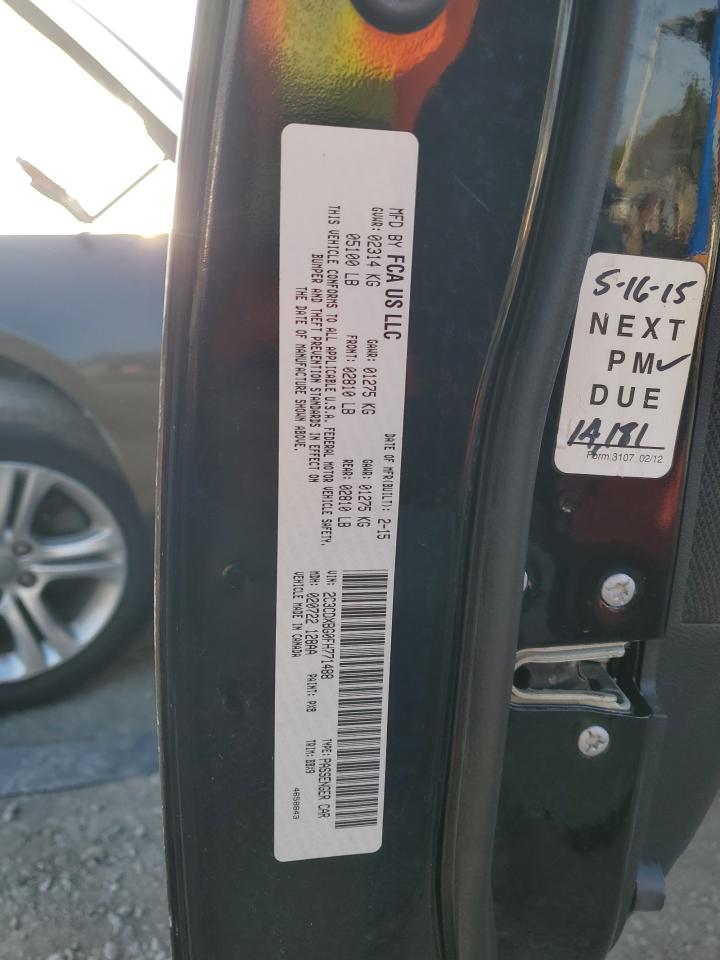 MFD BY FCA US LLC
DATE OF MFR(BUILT): 2-15
GVWR: 02314 KG
GAWR: 01275 KG
GAWR: 01275 KG
05100 LB
FRONT: 02810 LB
REAR: 02810 LB
THIS VEHICLE CONFORMS TO ALL APPLICABLE U.S.A. FEDERAL MOTOR VEHICLE SAFETY,
BUMPER AND THEFT PREVENTION STANDARDS IN EFFECT ON
THE DATE OF MANUFACTURE SHOWN ABOVE.
VIN: 2C3CDXBG0FH771488
TYPE: PASSENGER CAR
MDH: 020722 128AA
PAINT: PX8
TRIM: BBX9
VEHICLE MADE IN CANADA
4658843
5-16-15
NEXT
PM✓
DUE
14,181
Form 3107 02/12